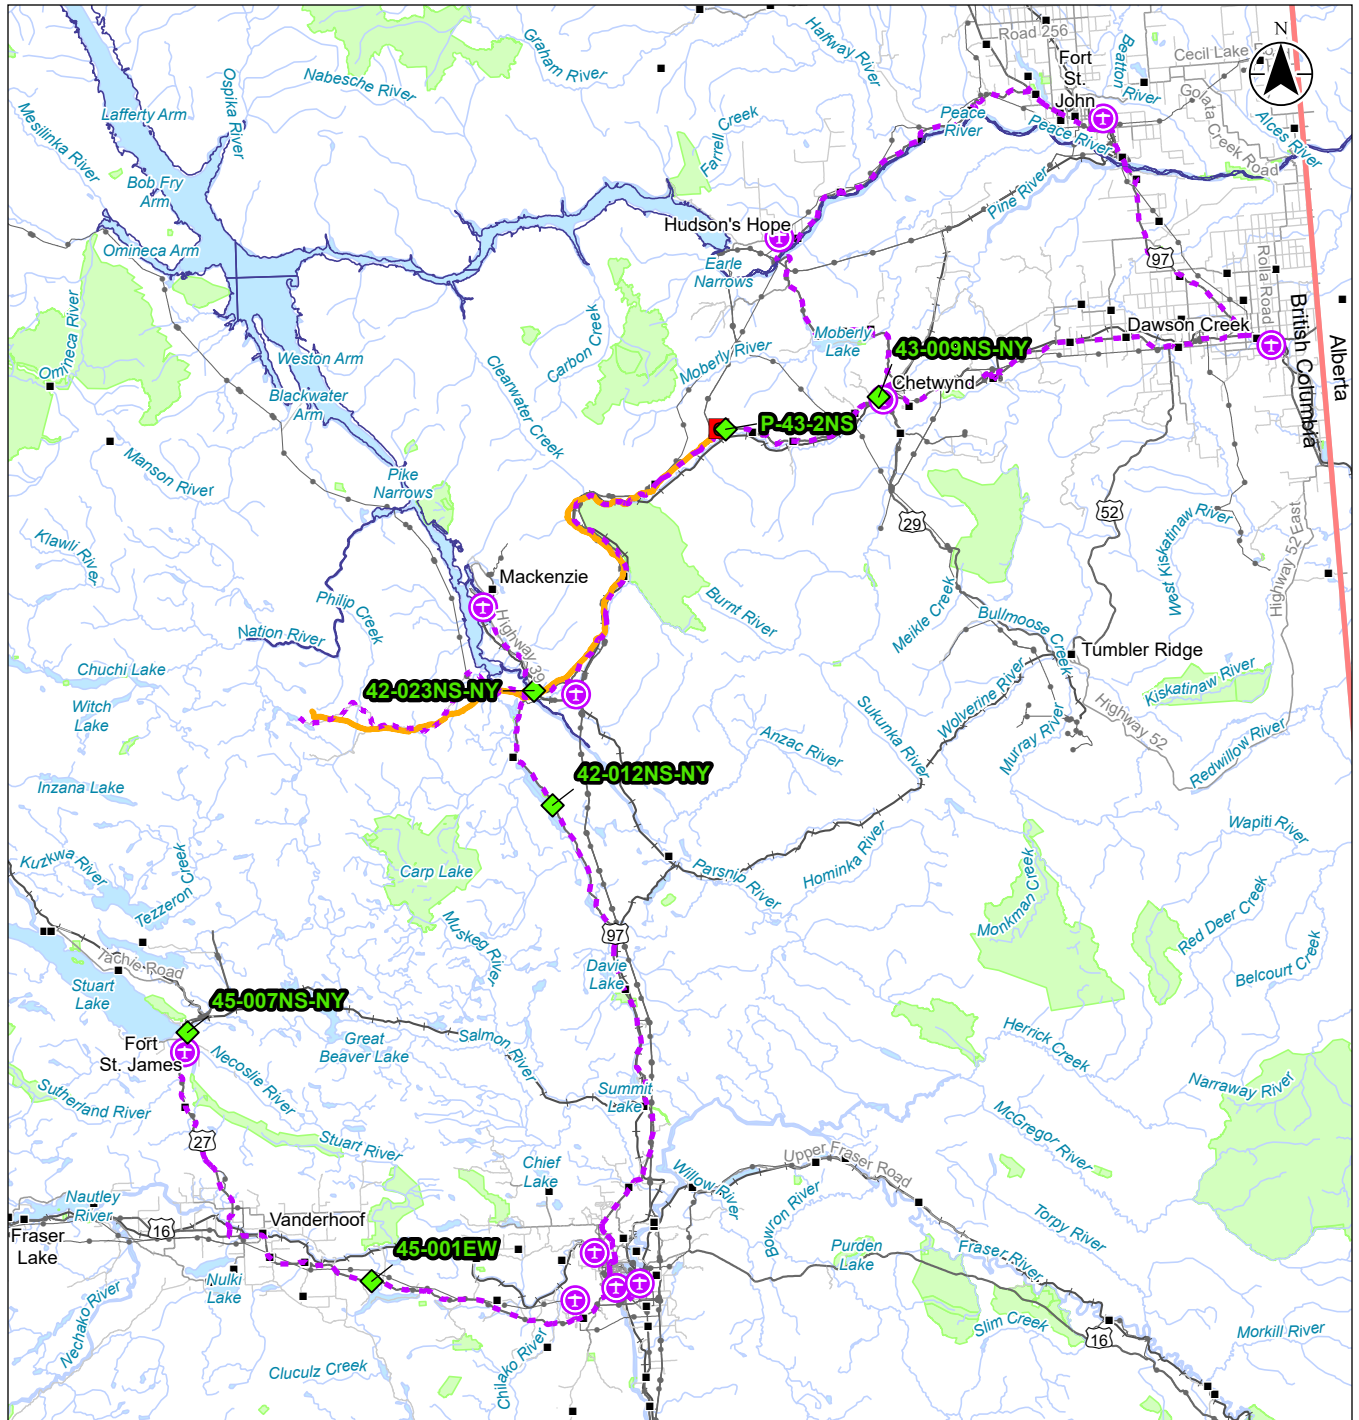 Road 256
Cecil Lake
Graham River
Halfway River
Fort
St.
John
Beatton River
N
Nabesche River
Ospika River
Lafferty Arm
Mesilinka River
Farrell Creek
Peace
River
Peace River
Golata Creek Road
Alces River
Bob Fry
Arm
Pine River
Hudson's Hope
Omineca Arm
Earle
Narrows
97
Rolla Road
British Columbia
Alberta
Omineca River
Weston Arm
Blackwater
Arm
Carbon Creek
Clearwater Creek
Moberly River
Moberly
Lake
Dawson Creek
43-009NS-NY
Chetwynd
P-43-2NS
Manson River
Pike
Narrows
29
52
West Kiskatinaw River
Highway 52 East
Klawli River
Mackenzie
Philip Creek
Nation River
Highway 39
Burnt River
Meikle Creek
Bullmoose Creek
Tumbler Ridge
Chuchi Lake
Witch
Lake
42-023NS-NY
Kiskatinaw River
Sukunka River
Wolverine River
Murray River
Highway 52
Redwillow River
Anzac River
42-012NS-NY
Inzana Lake
Wapiti River
Kuzkwa River
Tezzeron Creek
Carp Lake
Parsnip River
Hominka River
Monkman Creek
Red Deer Creek
Muskeg River
97
Tachie Road
Davie
Lake
Belcourt Creek
Stuart
Lake
45-007NS-NY
Fort
St. James
Great
Beaver Lake
Salmon River
Herrick Creek
Necoslie River
Sutherland River
Summit
Lake
Narraway River
McGregor River
27
Stuart River
Chief
Lake
Willow River
Upper Fraser Road
Nautley
River
Bowron River
Torpy River
Vanderhoof
16
Fraser
Lake
45-001EW
Purden
Lake
Fraser River
Nulki
Lake
Nechako River
Slim Creek
16
Morkill River
Chilako River
Cluculz Creek